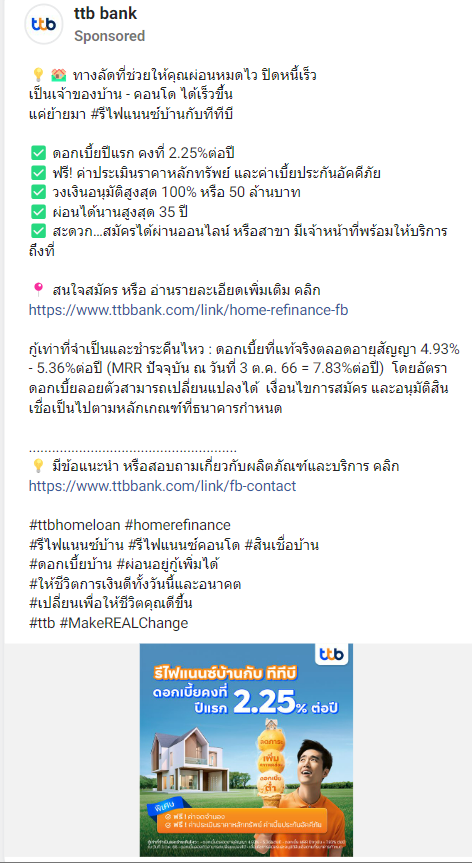 ttb
ttb bank
Sponsored
💡 🏘️ ทางลัดที่ช่วยให้คุณผ่อนหมดไว ปิดหนี้เร็ว
เป็นเจ้าของบ้าน - คอนโด ได้เร็วขึ้น
แค่ย้ายมา #รีไฟแนนซ์บ้านกับทีทีบี
✅ ดอกเบี้ยปีแรก คงที่ 2.25%ต่อปี
✅ ฟรี! ค่าประเมินราคาหลักทรัพย์ และค่าเบี้ยประกันอัคคีภัย
✅ วงเงินอนุมัติสูงสุด 100% หรือ 50 ล้านบาท
✅ ผ่อนได้นานสูงสุด 35 ปี
✅ สะดวก...สมัครได้ผ่านออนไลน์ หรือสาขา มีเจ้าหน้าที่พร้อมให้บริการ
ถึงที่
📍 สนใจสมัคร หรือ อ่านรายละเอียดเพิ่มเติม คลิก
https://www.ttbbank.com/link/home-refinance-fb
กู้เท่าที่จำเป็นและชำระคืนไหว : ดอกเบี้ยที่แท้จริงตลอดอายุสัญญา 4.93%
- 5.36%ต่อปี (MRR ปัจจุบัน ณ วันที่ 3 ต.ค. 66 = 7.83%ต่อปี) โดยอัตรา
ดอกเบี้ยลอยตัวสามารถเปลี่ยนแปลงได้ เงื่อนไขการสมัคร และอนุมัติสิน
เชื่อเป็นไปตามหลักเกณฑ์ที่ธนาคารกำหนด
......................................................
💡 มีข้อแนะนำ หรือสอบถามเกี่ยวกับผลิตภัณฑ์และบริการ คลิก
https://www.ttbbank.com/link/fb-contact
#ttbhomeloan #homerefinance
#รีไฟแนนซ์บ้าน #รีไฟแนนซ์คอนโด #สินเชื่อบ้าน
#ดอกเบี้ยบ้าน #ผ่อนอยู่กู้เพิ่มได้
#ให้ชีวิตการเงินดีทั้งวันนี้และอนาคต
#เปลี่ยนเพื่อให้ชีวิตคุณดีขึ้น
#ttb #MakeREALChange
ttb
รีไฟแนนซ์บ้านกับ ทีทีบี
ดอกเบี้ยคงที่
ปีแรก 2.25% ต่อปี
ลดภาระ
เพิ่ม
ดอกเบี้ย
ต่ำ
พิเศษ
ฟรี ! ค่าจดจำนอง
ฟรี ! ค่าประเมินราคาหลักทรัพย์ ค่าเบี้ยประกันอัคคีภัย